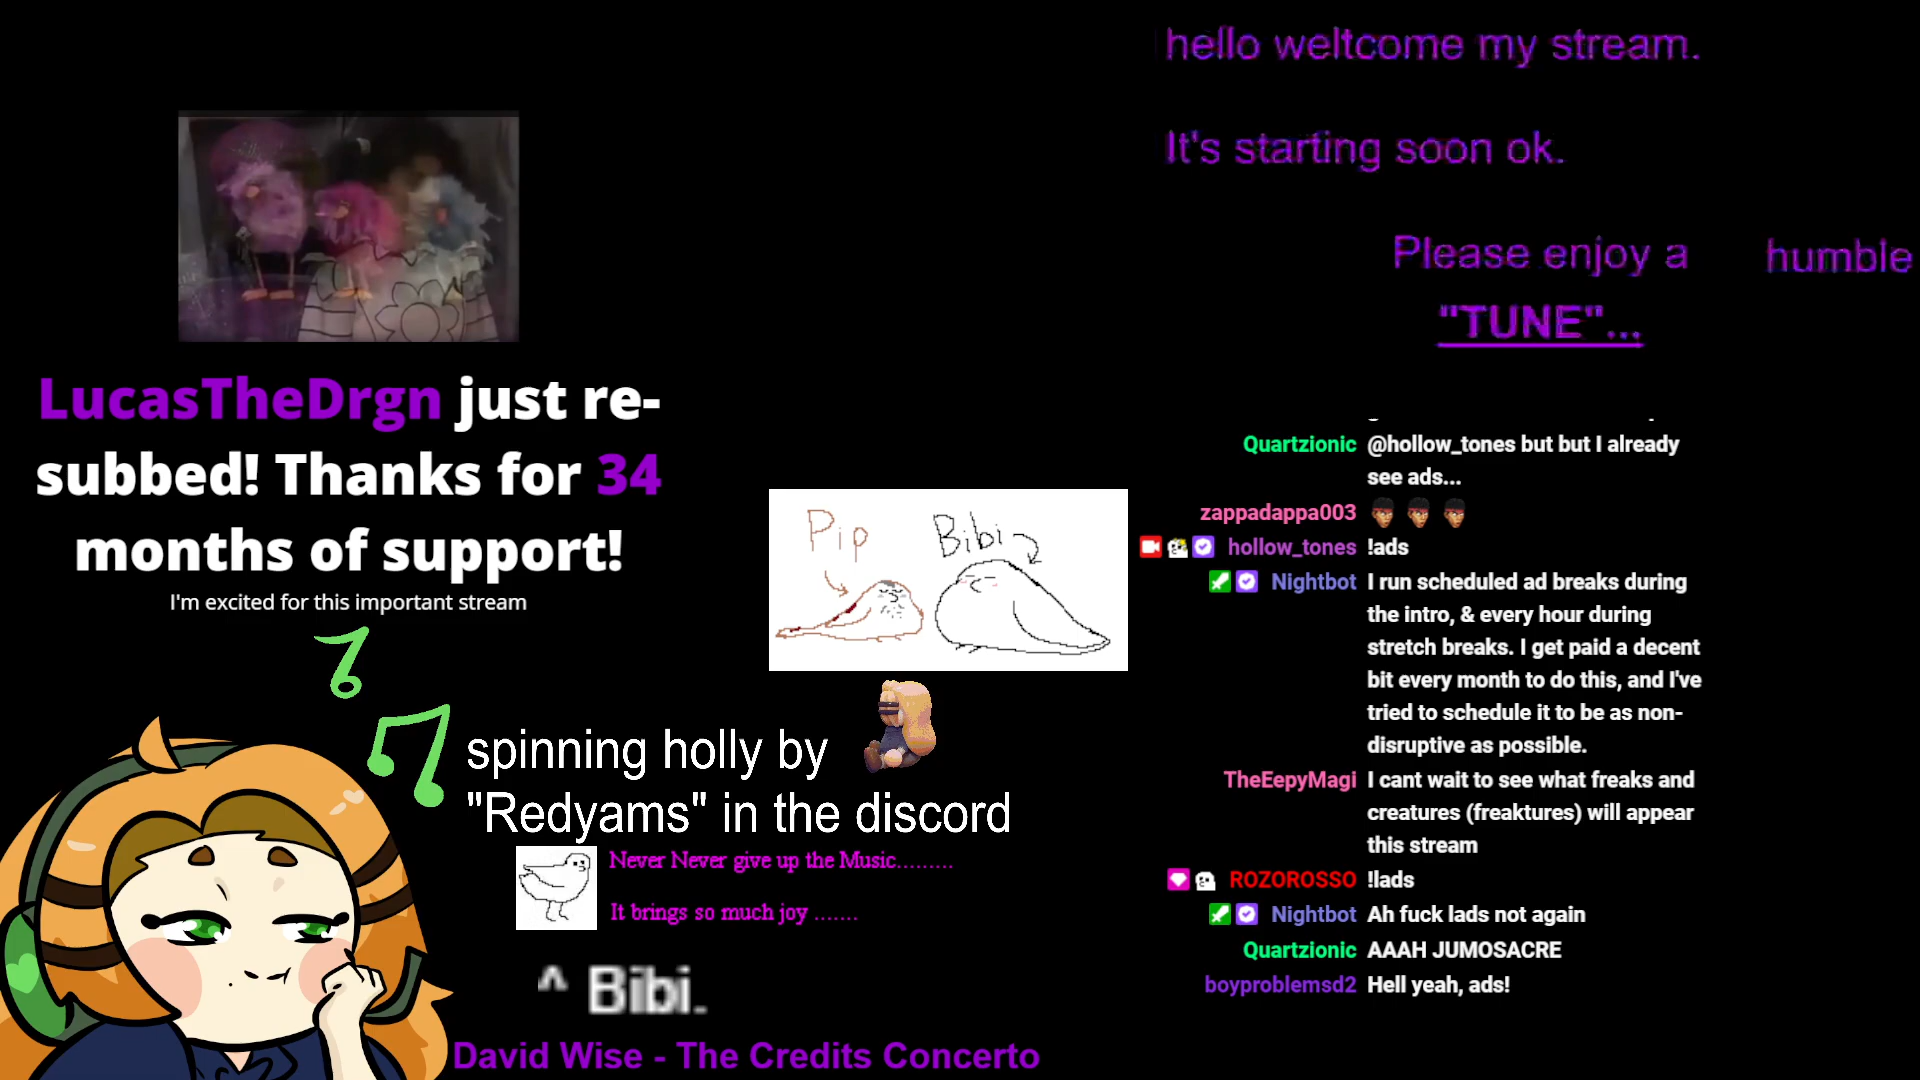 hello weltcome my stream.
It's starting soon ok.
Please enjoy a humble
"TUNE"...
LucasTheDrgn just re-
subbed! Thanks for 34
months of support!
I'm excited for this important stream
Pip
Bibi
spinning holly by
"Redyams" in the discord
Never Never give up the Music.........
It brings so much joy .......
^ Bibi.
David Wise - The Credits Concerto
Quartzionic @hollow_tones but but I already
see ads...
zappadappa003
hollow_tones !ads
Nightbot I run scheduled ad breaks during
the intro, & every hour during
stretch breaks. I get paid a decent
bit every month to do this, and I've
tried to schedule it to be as non-
disruptive as possible.
TheEepyMagi I cant wait to see what freaks and
creatures (freaktures) will appear
this stream
ROZOROSSO !lads
Nightbot Ah fuck lads not again
Quartzionic AAAH JUMOSACRE
boyproblemsd2 Hell yeah, ads!